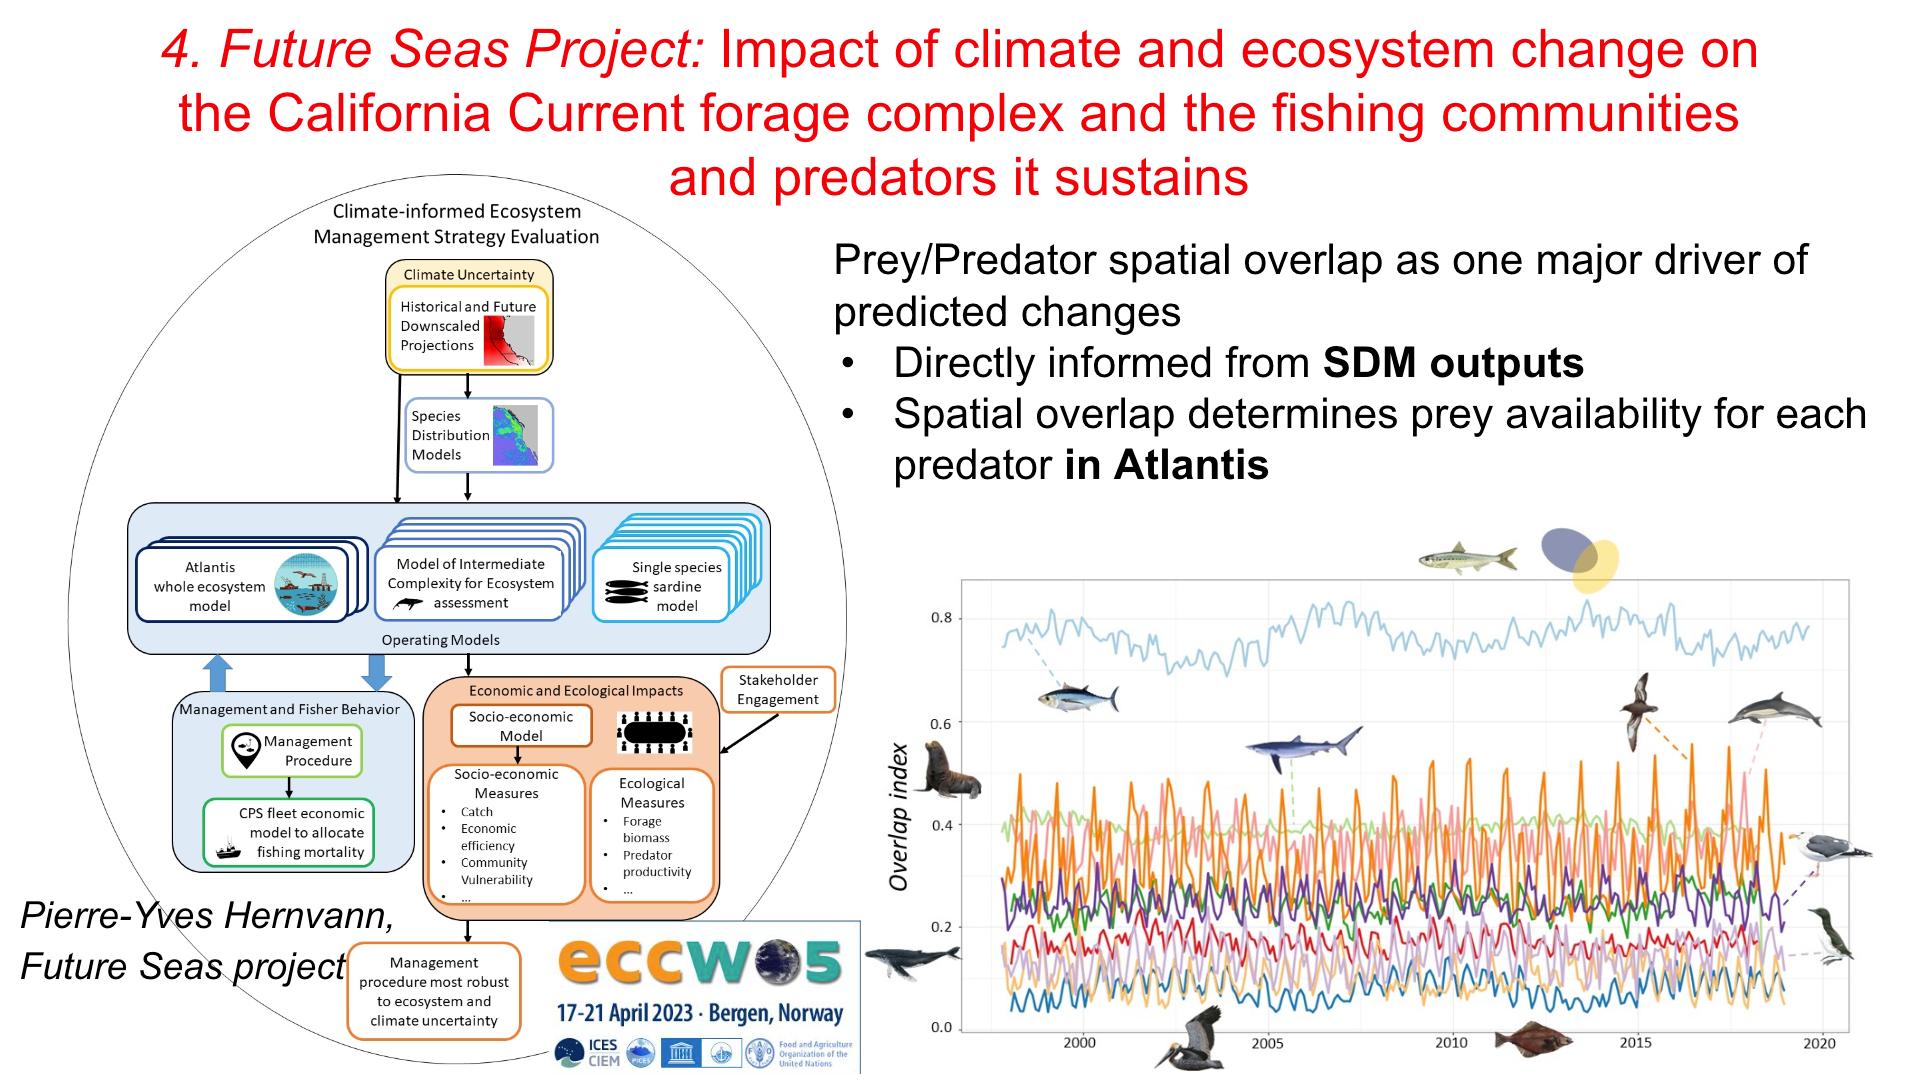 4. Future Seas Project: Impact of climate and ecosystem change on
the California Current forage complex and the fishing communities
and predators it sustains
Climate-informed Ecosystem
Management Strategy Evaluation
Climate Uncertainty
Historical and Future
Downscaled
Projections
Species
Distribution
Models
Atlantis
whole ecosystem
model
Model of Intermediate
Complexity for Ecosystem
assessment
Single species
sardine
model
Operating Models
Management and Fisher Behavior
Management
Procedure
CPS fleet economic
model to allocate
fishing mortality
Economic and Ecological Impacts
Socio-economic
Model
Socio-economic
Measures
• Catch
• Economic
efficiency
• Community
Vulnerability
• ...
Ecological
Measures
• Forage
biomass
• Predator
productivity
• ...
Stakeholder
Engagement
Management
procedure most robust
to ecosystem and
climate uncertainty
Pierre-Yves Hernvann,
Future Seas project
eccwo5
17-21 April 2023 · Bergen, Norway
ICES
CIEM
PICES
FAO
Food and Agriculture
Organization of the
United Nations
Prey/Predator spatial overlap as one major driver of
predicted changes
• Directly informed from SDM outputs
• Spatial overlap determines prey availability for each
predator in Atlantis
Overlap index
0.8
0.6
0.4
0.2
0.0
2000
2005
2010
2015
2020